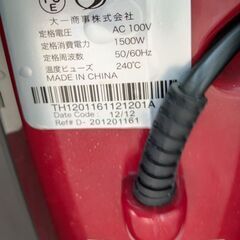 PS
E
大一商事株式会社
定格電圧 AC 100V
定格消費電力 1500W
定格周波数 50/60Hz
温度ヒューズ 240℃
MADE IN CHINA
TH1201161121201A
Date Code: 12/12
Ref# D- 201201161